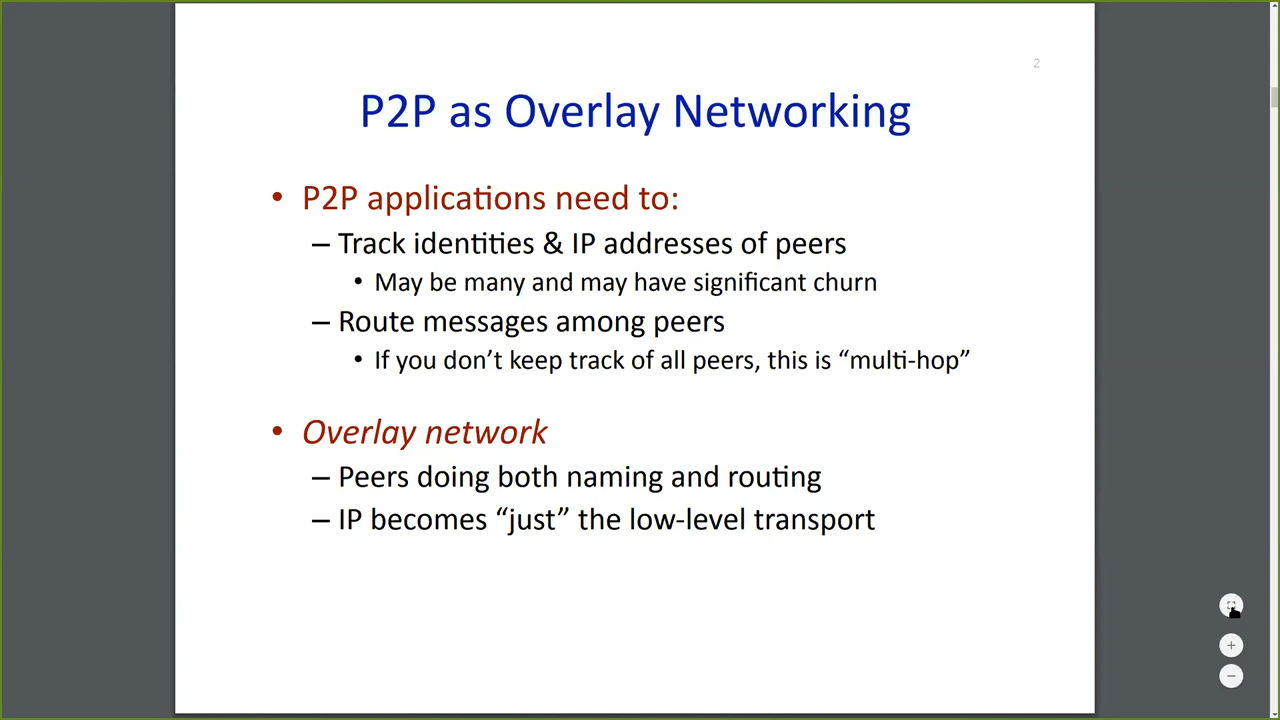 2
P2P as Overlay Networking
• P2P applications need to:
– Track identities & IP addresses of peers
• May be many and may have significant churn
– Route messages among peers
• If you don’t keep track of all peers, this is “multi-hop”
• Overlay network
– Peers doing both naming and routing
– IP becomes “just” the low-level transport